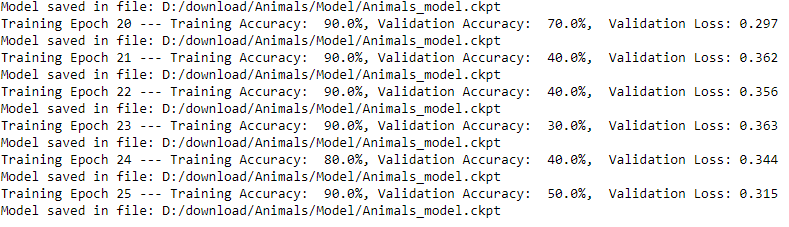 Model saved in file: D:/download/Animals/Model/Animals_model.ckpt
Training Epoch 20 --- Training Accuracy:  90.0%, Validation Accuracy:  70.0%,  Validation Loss: 0.297
Model saved in file: D:/download/Animals/Model/Animals_model.ckpt
Training Epoch 21 --- Training Accuracy:  90.0%, Validation Accuracy:  40.0%,  Validation Loss: 0.362
Model saved in file: D:/download/Animals/Model/Animals_model.ckpt
Training Epoch 22 --- Training Accuracy:  90.0%, Validation Accuracy:  40.0%,  Validation Loss: 0.356
Model saved in file: D:/download/Animals/Model/Animals_model.ckpt
Training Epoch 23 --- Training Accuracy:  90.0%, Validation Accuracy:  30.0%,  Validation Loss: 0.363
Model saved in file: D:/download/Animals/Model/Animals_model.ckpt
Training Epoch 24 --- Training Accuracy:  80.0%, Validation Accuracy:  40.0%,  Validation Loss: 0.344
Model saved in file: D:/download/Animals/Model/Animals_model.ckpt
Training Epoch 25 --- Training Accuracy:  90.0%, Validation Accuracy:  50.0%,  Validation Loss: 0.315
Model saved in file: D:/download/Animals/Model/Animals_model.ckpt